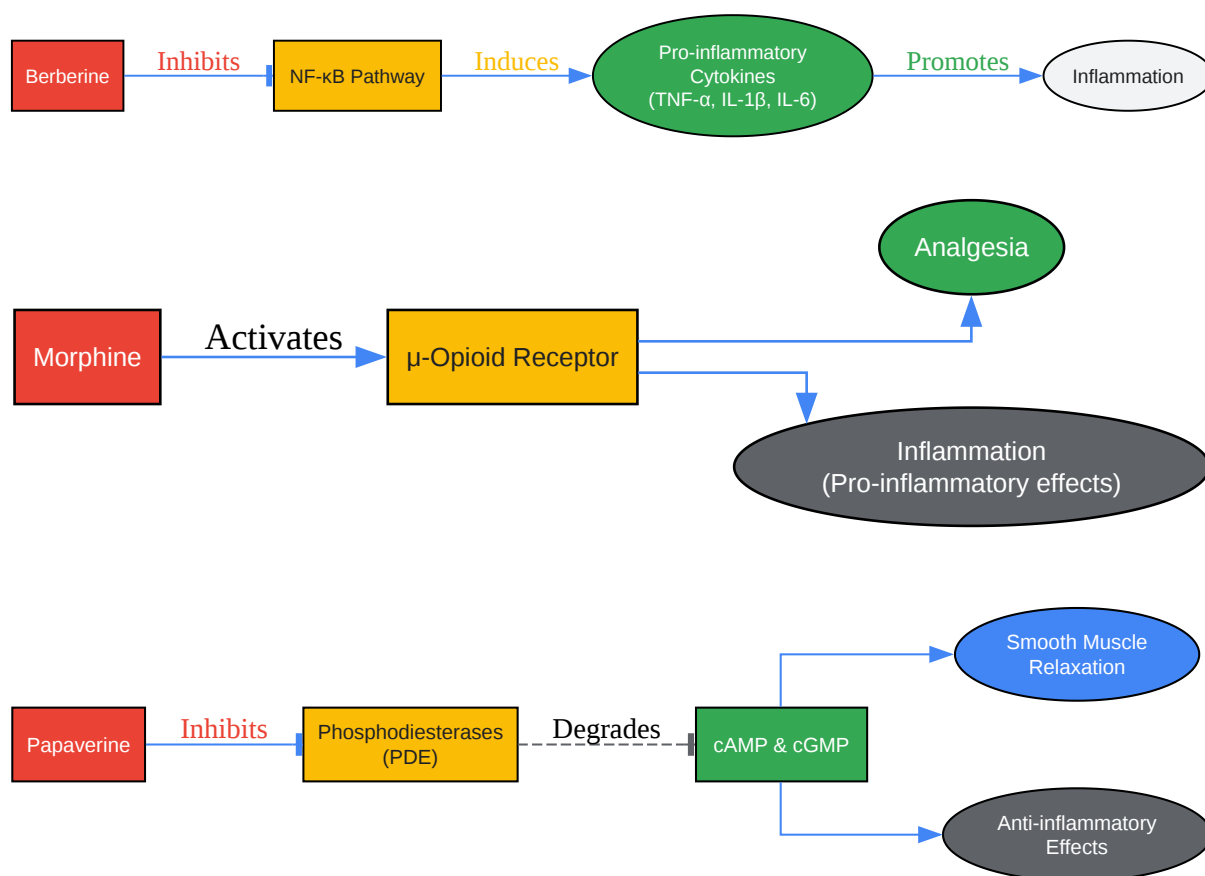 Berberine
Inhibits
NF-κB Pathway
Induces
Pro-inflammatory
Cytokines
(TNF-α, IL-1β, IL-6)
Promotes
Inflammation
Morphine
Activates
μ-Opioid Receptor
Analgesia
Inflammation
(Pro-inflammatory effects)
Papaverine
Inhibits
Phosphodiesterases
(PDE)
Degrades
cAMP & cGMP
Smooth Muscle
Relaxation
Anti-inflammatory
Effects